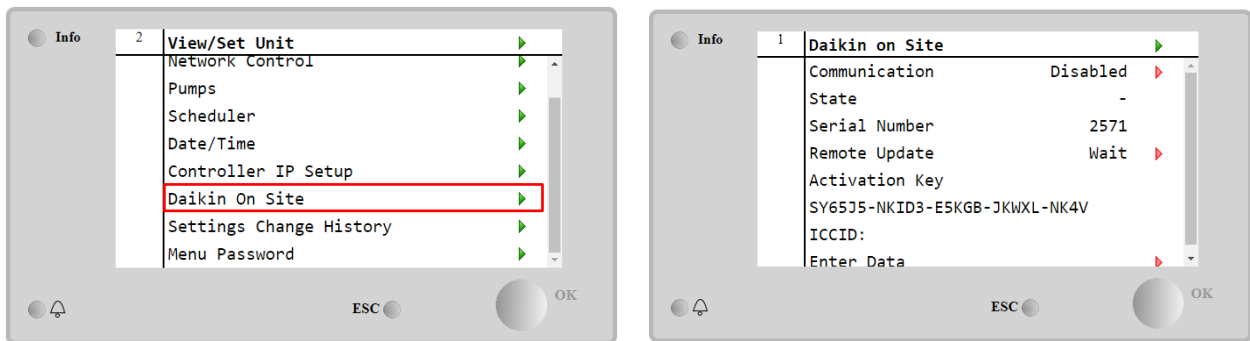 Info
2 View/Set Unit
Network Control
Pumps
Scheduler
Date/Time
Controller IP Setup
Daikin On Site
Settings Change History
Menu Password
ESC
OK
Info
1 Daikin on Site
Communication Disabled
State -
Serial Number 2571
Remote Update Wait
Activation Key
SY65J5-NKID3-E5KGB-JKWXL-NK4V
ICCID:
Enter Data
ESC
OK